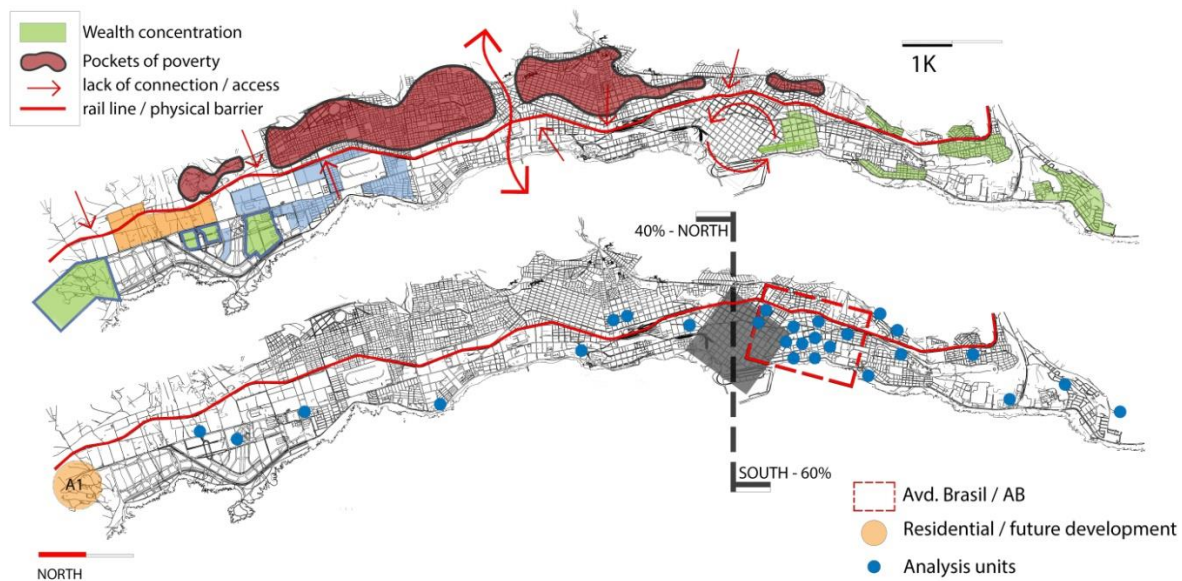 Wealth concentration
Pockets of poverty
lack of connection / access
rail line / physical barrier
1K
40% - NORTH
SOUTH - 60%
A1
NORTH
Avd. Brasil / AB
Residential / future development
Analysis units